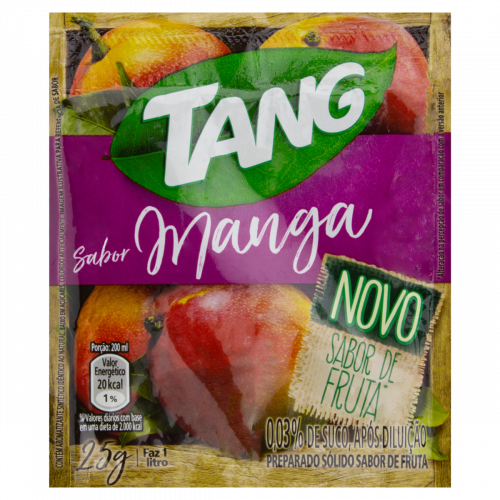 TANG
Sabor Manga
NOVO
SABOR DE
FRUTA
Porção: 200 ml
Valor
Energético
20 kcal
1%
% Valores diários com base
em uma dieta de 2.000 kcal
25g
Faz 1
litro
0,03% DE SUCO, APÓS DILUIÇÃO
PREPARADO SÓLIDO SABOR DE FRUTA